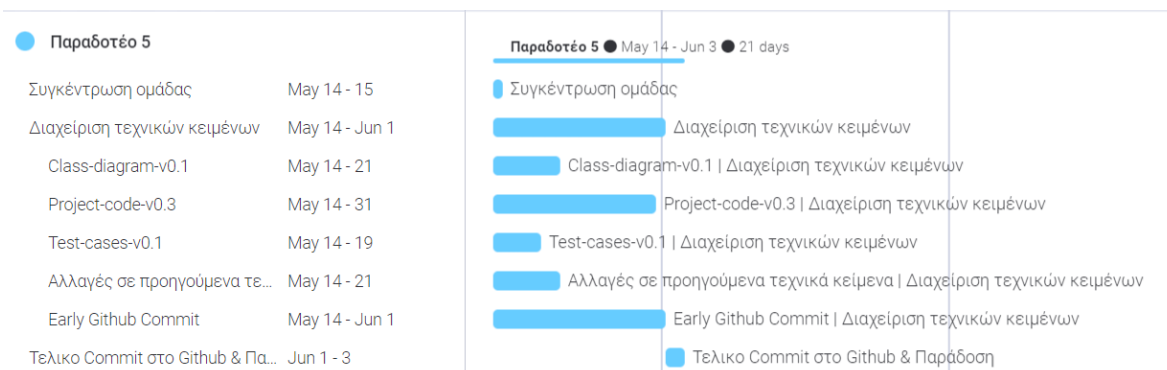 Παραδοτέο 5
Παραδοτέο 5 ● May 14 - Jun 3 ● 21 days
Συγκέντρωση ομάδας May 14 - 15 Συγκέντρωση ομάδας
Διαχείριση τεχνικών κειμένων May 14 - Jun 1 Διαχείριση τεχνικών κειμένων
Class-diagram-v0.1 May 14 - 21 Class-diagram-v0.1 | Διαχείριση τεχνικών κειμένων
Project-code-v0.3 May 14 - 31 Project-code-v0.3 | Διαχείριση τεχνικών κειμένων
Test-cases-v0.1 May 14 - 19 Test-cases-v0.1 | Διαχείριση τεχνικών κειμένων
Αλλαγές σε προηγούμενα τε... May 14 - 21 Αλλαγές σε προηγούμενα τεχνικά κείμενα | Διαχείριση τεχνικών κειμένων
Early Github Commit May 14 - Jun 1 Early Github Commit | Διαχείριση τεχνικών κειμένων
Τελικο Commit στο Github & Πα... Jun 1 - 3 Τελικο Commit στο Github & Παράδοση